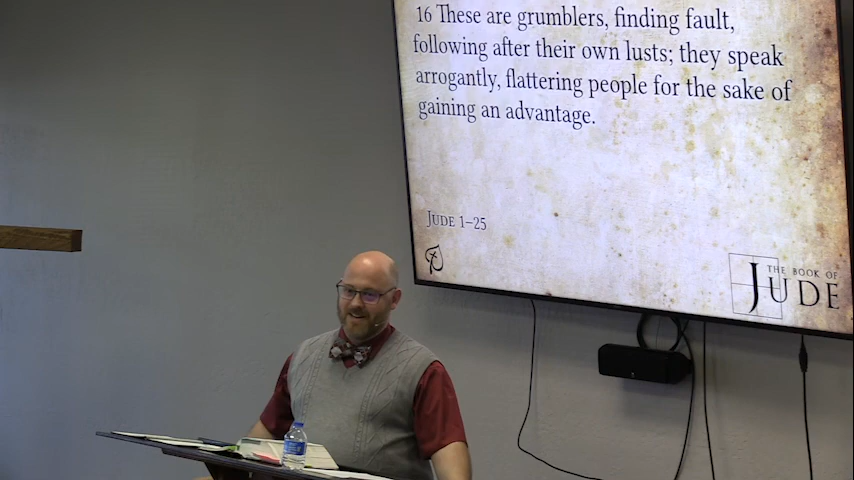 16 These are grumblers, finding fault,
following after their own lusts; they speak
arrogantly, flattering people for the sake of
gaining an advantage.
JUDE 1–25
THE BOOK OF
JUDE